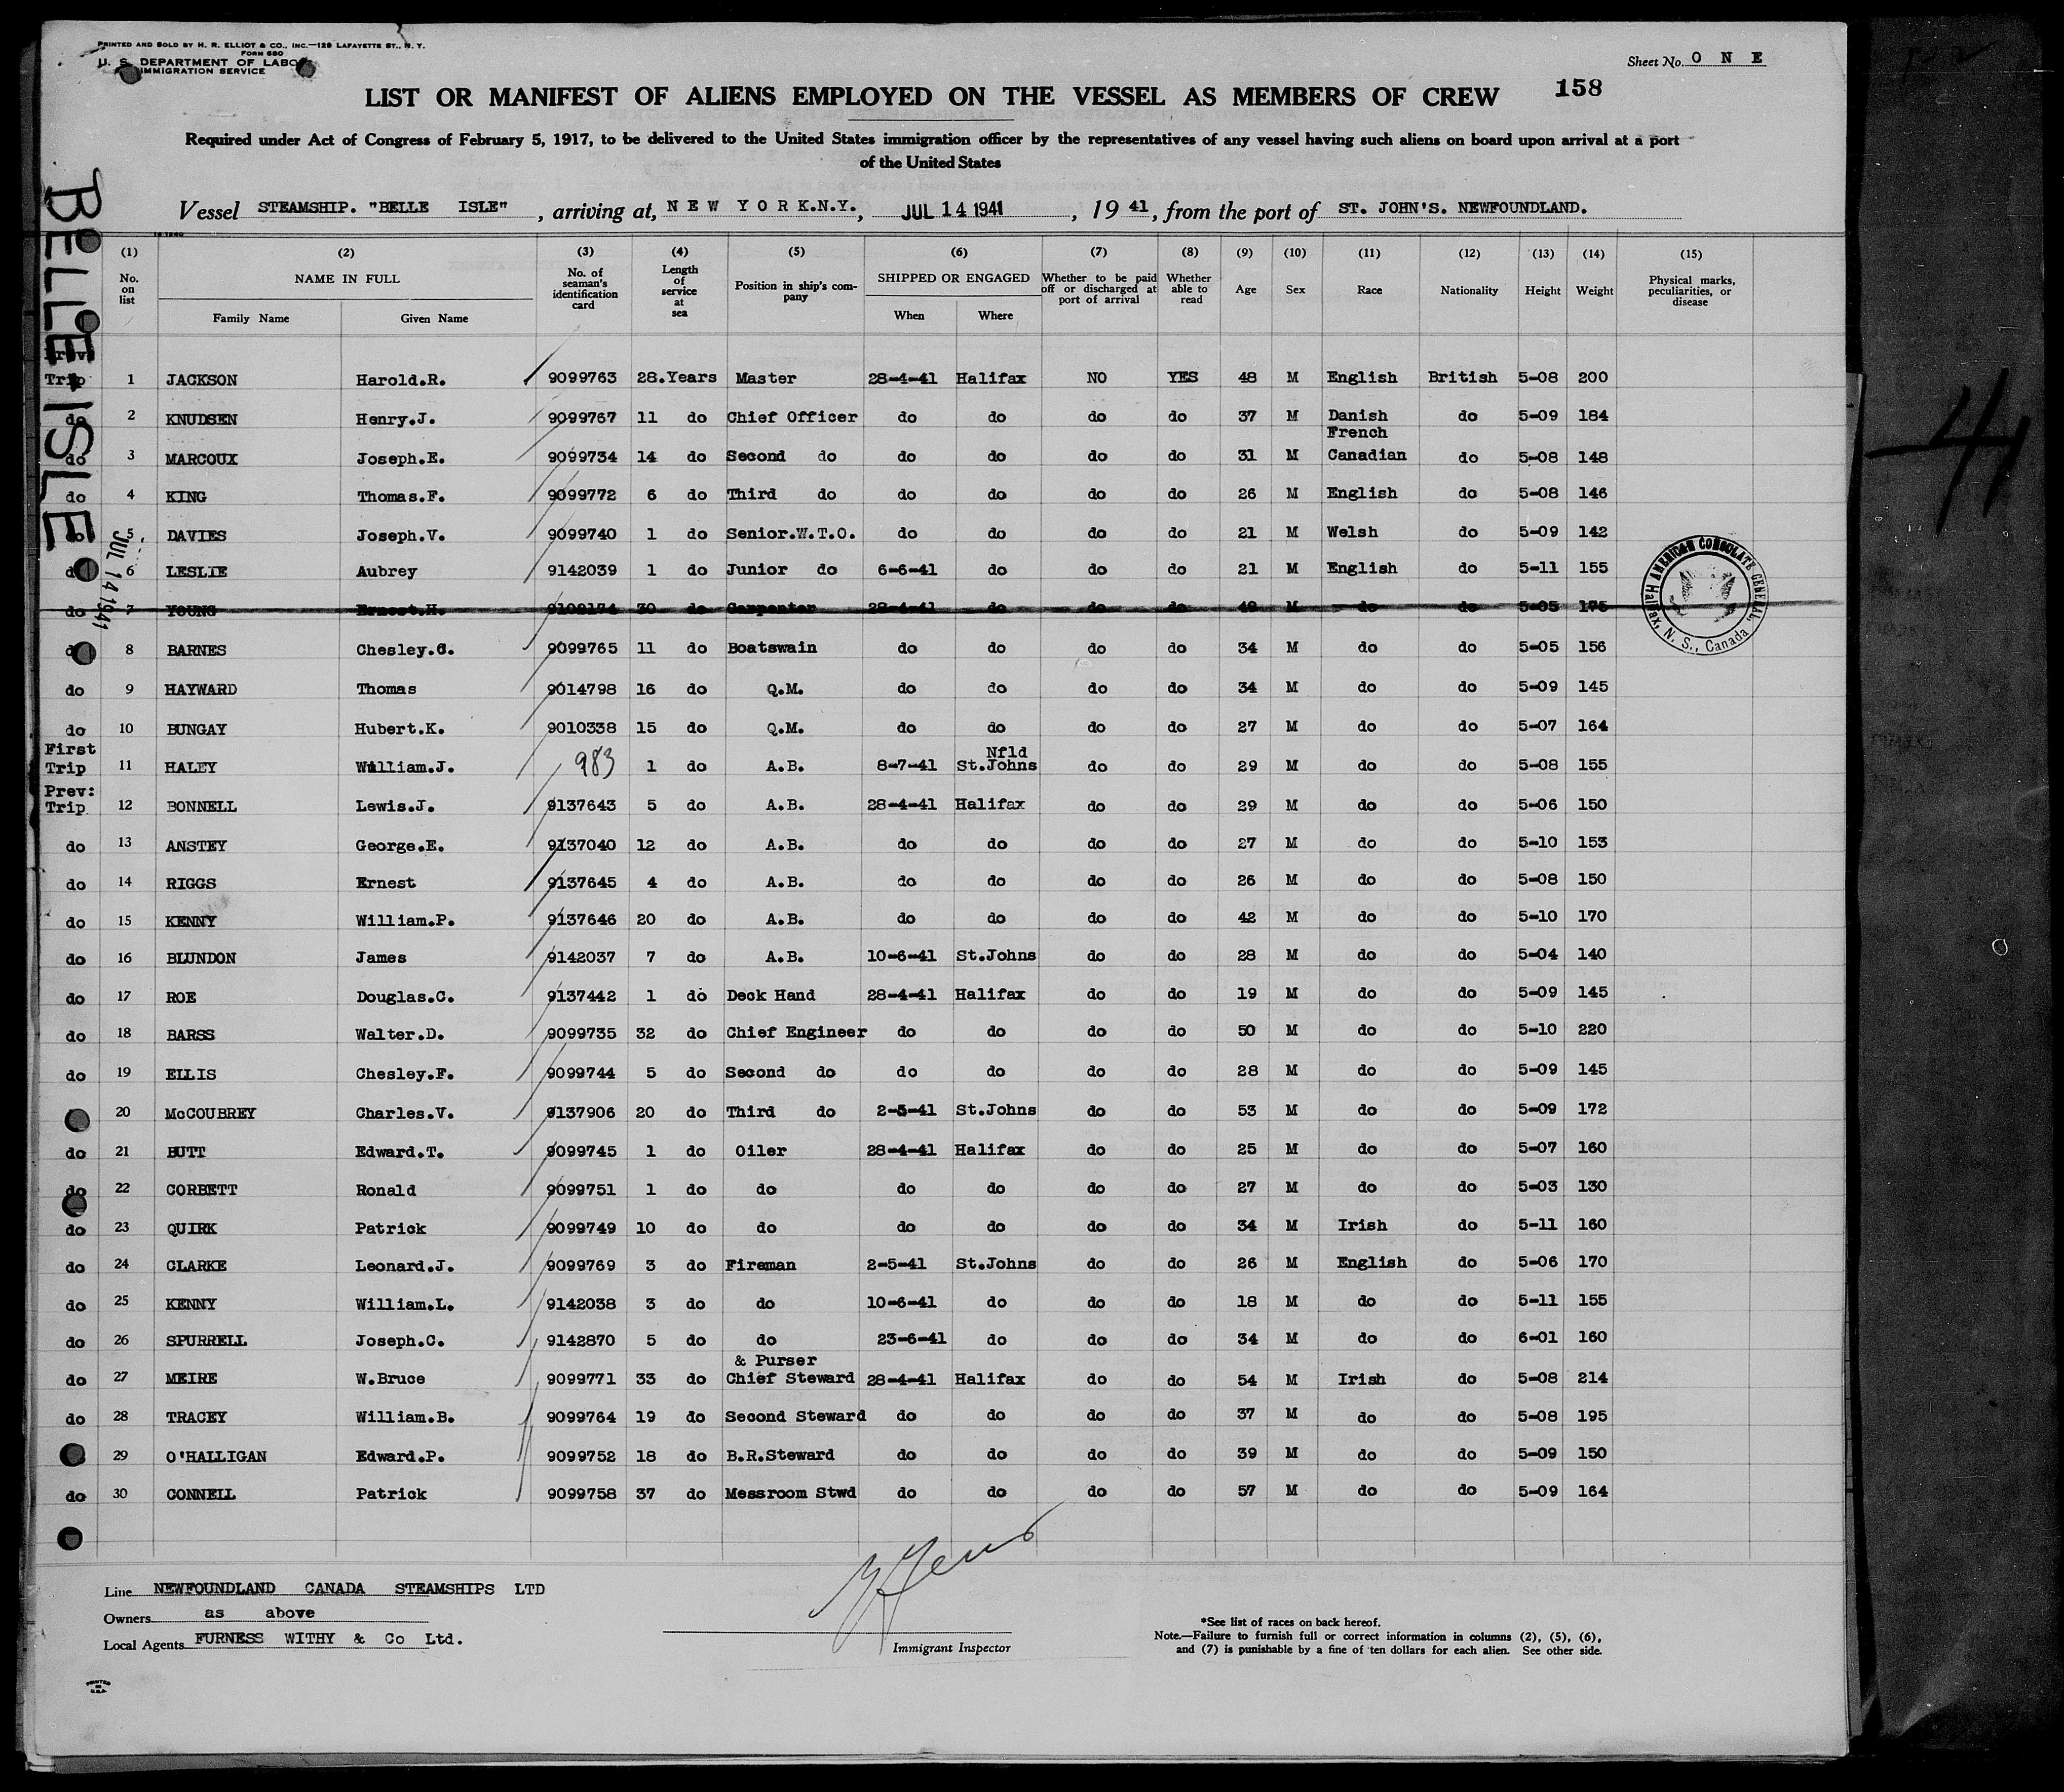 PRINTED AND SOLD BY H. R. ELLIOT & CO., INC.—129 LAFAYETTE ST., N. Y.
FORM 680
U. S. DEPARTMENT OF LABOR
IMMIGRATION SERVICE
Sheet No. O N E
158
LIST OR MANIFEST OF ALIENS EMPLOYED ON THE VESSEL AS MEMBERS OF CREW
Required under Act of Congress of February 5, 1917, to be delivered to the United States immigration officer by the representatives of any vessel having such aliens on board upon arrival at a port
of the United States
Vessel STEAMSHIP. "BELLE ISLE", arriving at, N E W Y O R K.N.Y., JUL 14 1941, 19 41, from the port of ST. JOHN'S. NEWFOUNDLAND.
BELLE ISLE
JUL 14 1941
41
(1) (2) (3) (4) (5) (6) (7) (8) (9) (10) (11) (12) (13) (14) (15)
No. on list NAME IN FULL Family Name Given Name No. of seaman's identification card Length of service at sea Position in ship's company SHIPPED OR ENGAGED When Where Whether to be paid off or discharged at port of arrival Whether able to read Age Sex Race Nationality Height Weight Physical marks, peculiarities, or disease
Prev
Trip 1 JACKSON Harold.R. 9099763 28.Years Master 28-4-41 Halifax NO YES 48 M English British 5-08 200
do 2 KNUDSEN Henry.J. 9099767 11 do Chief Officer do do do do 37 M Danish do 5-09 184
French
do 3 MARCOUX Joseph.E. 9099734 14 do Second do do do do do 31 M Canadian do 5-08 148
do 4 KING Thomas.F. 9099772 6 do Third do do do do do 26 M English do 5-08 146
do 5 DAVIES Joseph.V. 9099740 1 do Senior.W.T.O. do do do do 21 M Welsh do 5-09 142
do 6 LESLIE Aubrey 9142039 1 do Junior do 6-6-41 do do do 21 M English do 5-11 155
do 7 YOUNG Ernest.H. 9102174 30 do Carpenter 28-4-41 do do do 49 M do do 5-05 175
do 8 BARNES Chesley.G. 9099765 11 do Boatswain do do do do 34 M do do 5-05 156
do 9 HAYWARD Thomas 9014798 16 do Q.M. do do do do 34 M do do 5-09 145
do 10 BUNGAY Hubert.K. 9010338 15 do Q.M. do do do do 27 M do do 5-07 164
First Nfld
Trip 11 HALEY William.J. 983 1 do A.B. 8-7-41 St.Johns do do 29 M do do 5-08 155
Prev:
Trip 12 BONNELL Lewis.J. 9137643 5 do A.B. 28-4-41 Halifax do do 29 M do do 5-06 150
do 13 ANSTEY George.E. 9137040 12 do A.B. do do do do 27 M do do 5-10 153
do 14 RIGGS Ernest 9137645 4 do A.B. do do do do 26 M do do 5-08 150
do 15 KENNY William.P. 9137646 20 do A.B. do do do do 42 M do do 5-10 170
do 16 BLUNDON James 9142037 7 do A.B. 10-6-41 St.Johns do do 28 M do do 5-04 140
do 17 ROE Douglas.C. 9137442 1 do Deck Hand 28-4-41 Halifax do do 19 M do do 5-09 145
do 18 BARSS Walter.D. 9099735 32 do Chief Engineer do do do do 50 M do do 5-10 220
do 19 ELLIS Chesley.F. 9099744 5 do Second do do do do do 28 M do do 5-09 145
20 McCOUBREY Charles.V. 9137906 20 do Third do 2-5-41 St.Johns do do 53 M do do 5-09 172
do 21 BUTT Edward.T. 9099745 1 do Oiler 28-4-41 Halifax do do 25 M do do 5-07 160
do 22 CORBETT Ronald 9099751 1 do do do do do do 27 M do do 5-03 130
do 23 QUIRK Patrick 9099749 10 do do do do do do 34 M Irish do 5-11 160
do 24 CLARKE Leonard.J. 9099769 3 do Fireman 2-5-41 St.Johns do do 26 M English do 5-06 170
do 25 KENNY William.L. 9142038 3 do do 10-6-41 do do do 18 M do do 5-11 155
do 26 SPURRELL Joseph.C. 9142870 5 do do 23-6-41 do do do 34 M do do 6-01 160
& Purser
do 27 MEIRE W.Bruce 9099771 33 do Chief Steward 28-4-41 Halifax do do 54 M Irish do 5-08 214
do 28 TRACEY William.B. 9099764 19 do Second Steward do do do do 37 M do do 5-08 195
29 O'HALLIGAN Edward.P. 9099752 18 do B.R.Steward do do do do 39 M do do 5-09 150
do 30 CONNELL Patrick 9099758 37 do Messroom Stwd do do do do 57 M do do 5-09 164
AMERICAN CONSULATE GENERAL, Halifax, N. S., Canada
Line NEWFOUNDLAND CANADA STEAMSHIPS LTD
Owners as above
Local Agents FURNESS WITHY & Co Ltd.
Immigrant Inspector
*See list of races on back hereof.
Note.—Failure to furnish full or correct information in columns (2), (5), (6),
and (7) is punishable by a fine of ten dollars for each alien. See other side.
PRINTED
IN
U.S.A.